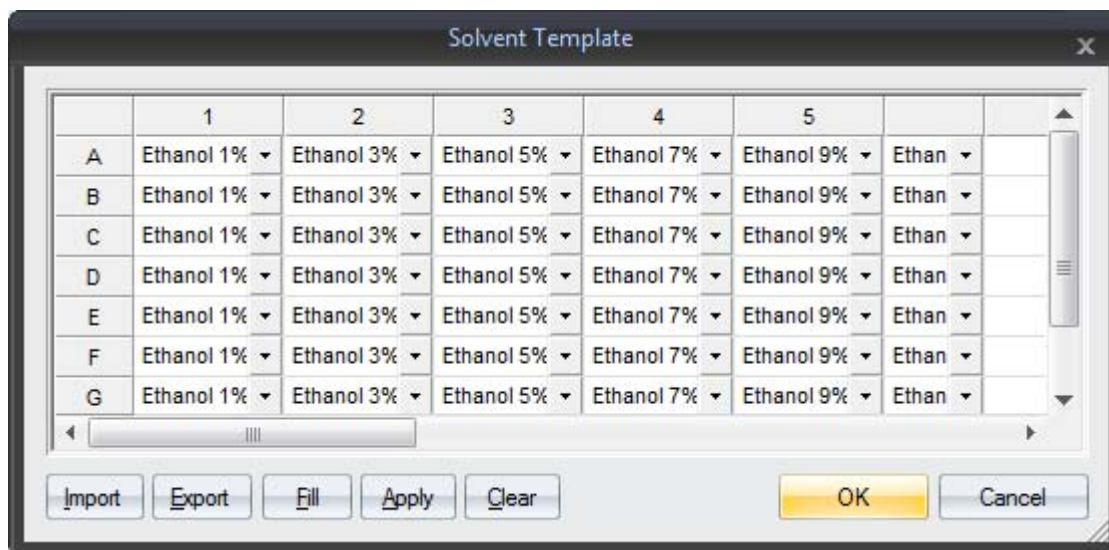 Solvent Template
1 2 3 4 5
A Ethanol 1% Ethanol 3% Ethanol 5% Ethanol 7% Ethanol 9% Ethan
B Ethanol 1% Ethanol 3% Ethanol 5% Ethanol 7% Ethanol 9% Ethan
C Ethanol 1% Ethanol 3% Ethanol 5% Ethanol 7% Ethanol 9% Ethan
D Ethanol 1% Ethanol 3% Ethanol 5% Ethanol 7% Ethanol 9% Ethan
E Ethanol 1% Ethanol 3% Ethanol 5% Ethanol 7% Ethanol 9% Ethan
F Ethanol 1% Ethanol 3% Ethanol 5% Ethanol 7% Ethanol 9% Ethan
G Ethanol 1% Ethanol 3% Ethanol 5% Ethanol 7% Ethanol 9% Ethan
Import Export Fill Apply Clear OK Cancel